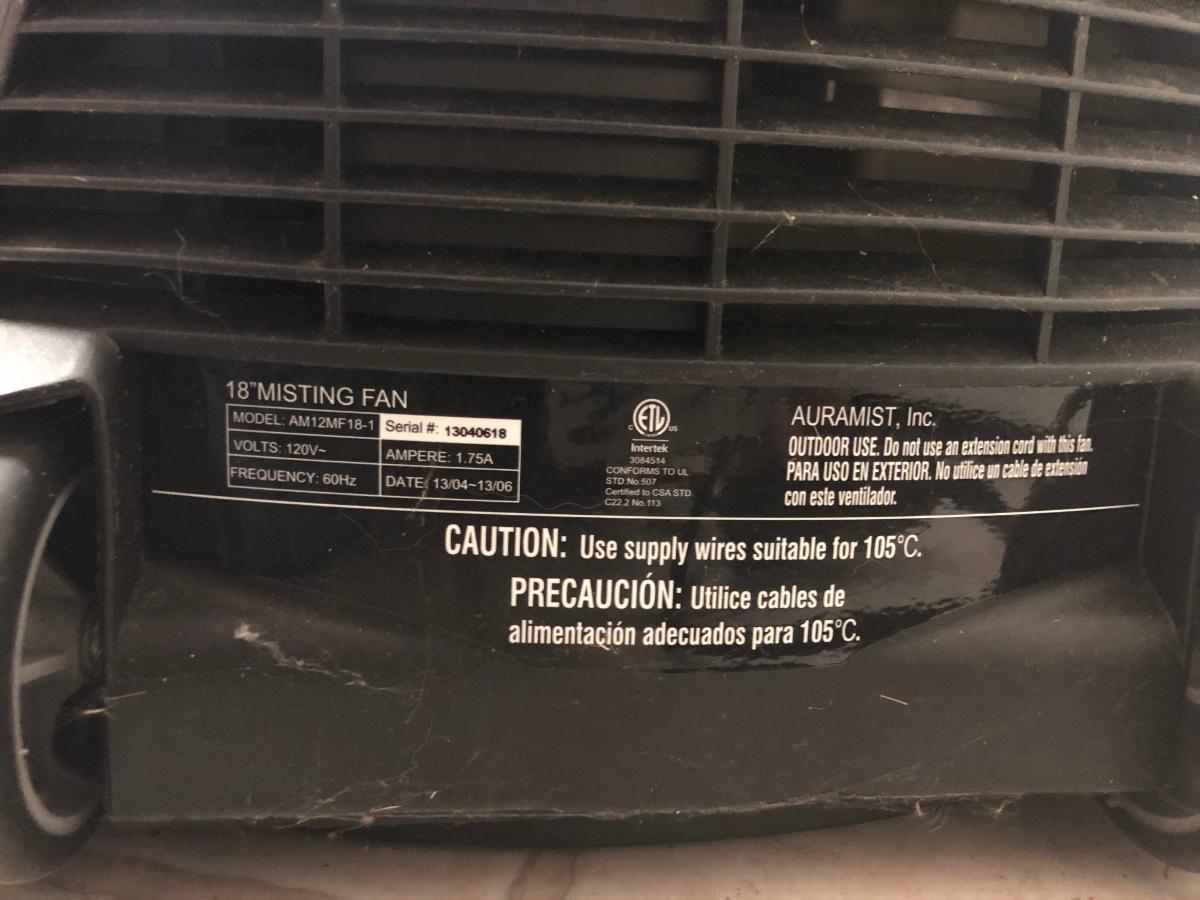 18"MISTING FAN
MODEL: AM12MF18-1
Serial #: 13040618
VOLTS: 120V~
AMPERE: 1.75A
FREQUENCY: 60Hz
DATE: 13/04~13/06
ETL
C US
Intertek
3084514
CONFORMS TO UL
STD.No.507
Certified to CSA STD.
C22.2 No.113
AURAMIST, Inc.
OUTDOOR USE. Do not use an extension cord with this fan.
PARA USO EN EXTERIOR. No utilice un cable de extensión
con este ventilador.
CAUTION: Use supply wires suitable for 105°C.
PRECAUCIÓN: Utilice cables de
alimentación adecuados para 105°C.